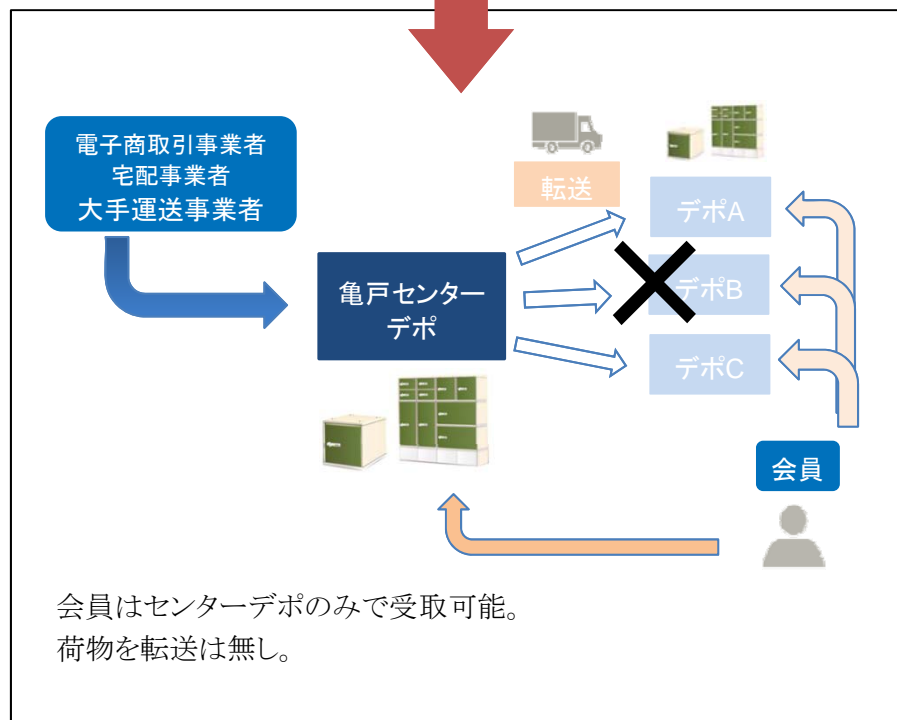 電子商取引事業者
宅配事業者
大手運送事業者
転送
デポA
亀戸センター
デポ
デポB
デポC
会員
会員はセンターデポのみで受取可能。
荷物を転送は無し。